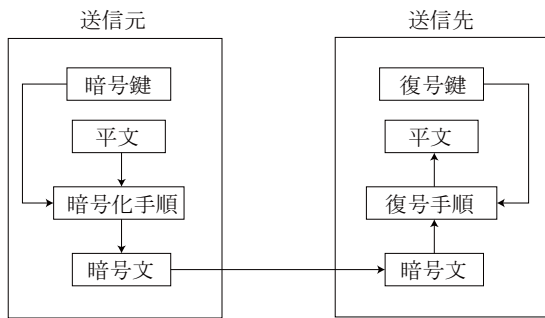 送信元
暗号鍵
平文
暗号化手順
暗号文
送信先
復号鍵
平文
復号手順
暗号文